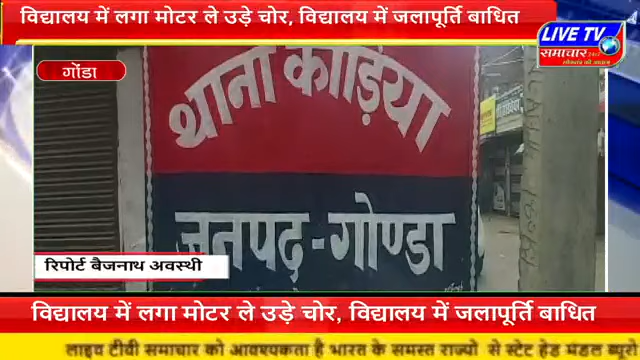 विद्यालय में लगा मोटर ले उड़े चोर, विद्यालय में जलापूर्ति बाधित
LIVE TV
समाचार 24x7
गोंडा
थाना कौड़िया
जनपद-गोण्डा
रिपोर्ट बैजनाथ अवस्थी
विद्यालय में लगा मोटर ले उड़े चोर, विद्यालय में जलापूर्ति बाधित
लाइव टीवी समाचार को आवश्यकता है भारत के समस्त राज्यों से स्टेट हेड मंडल ब्यूरो